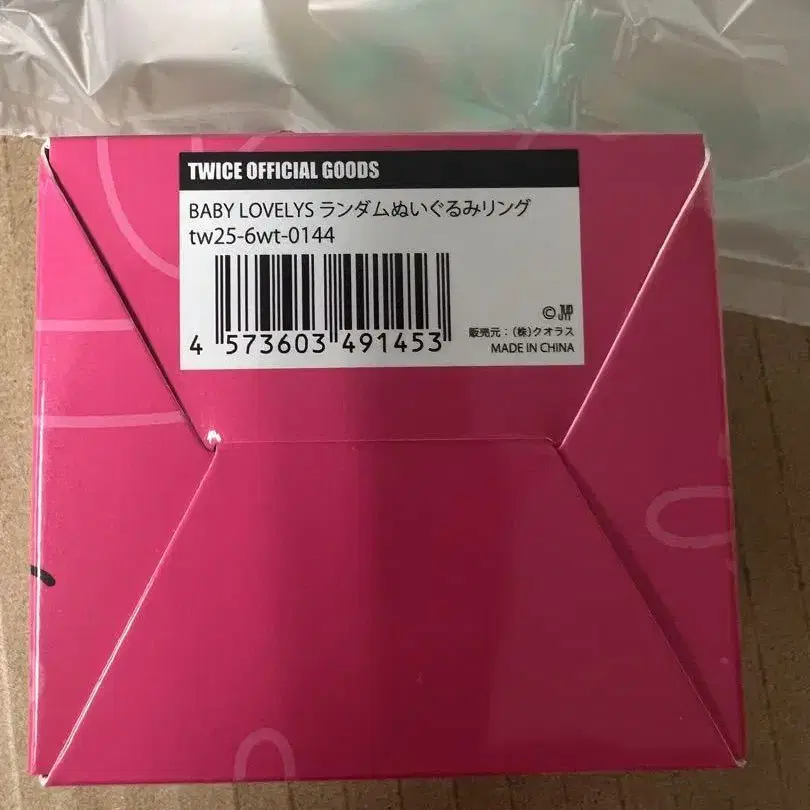 TWICE OFFICIAL GOODS
BABY LOVELYS ランダムぬいぐるみリング
tw25-6wt-0144
4 573603 491453
©
販売元:(株)クオラス
MADE IN CHINA